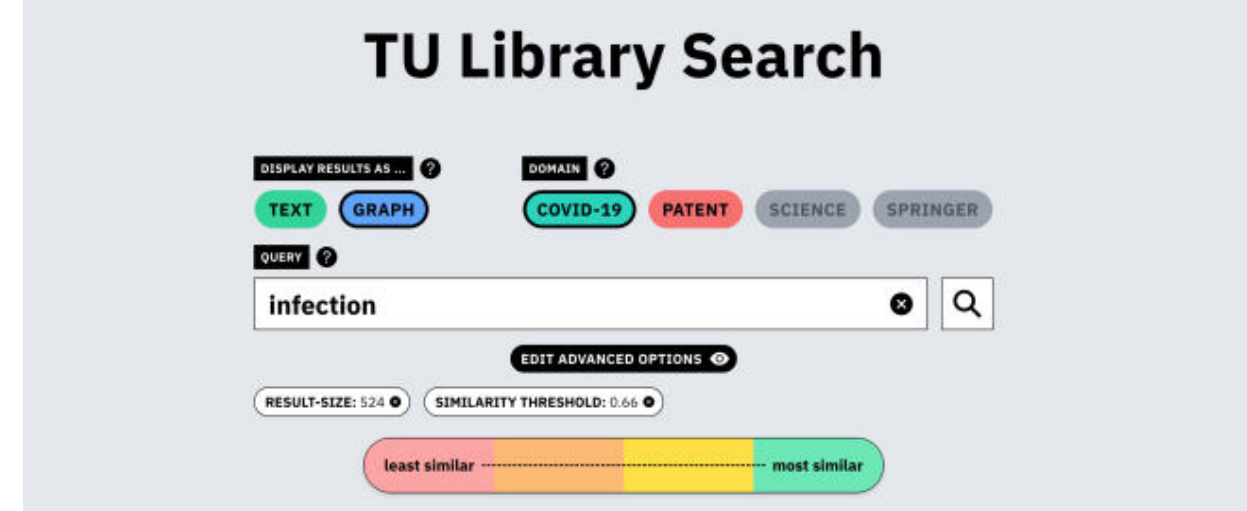 TU Library Search
DISPLAY RESULTS AS ... ? DOMAIN ?
TEXT GRAPH COVID-19 PATENT SCIENCE SPRINGER
QUERY ?
infection
EDIT ADVANCED OPTIONS
RESULT-SIZE: 524 SIMILARITY THRESHOLD: 0.66
least similar ---------- most similar